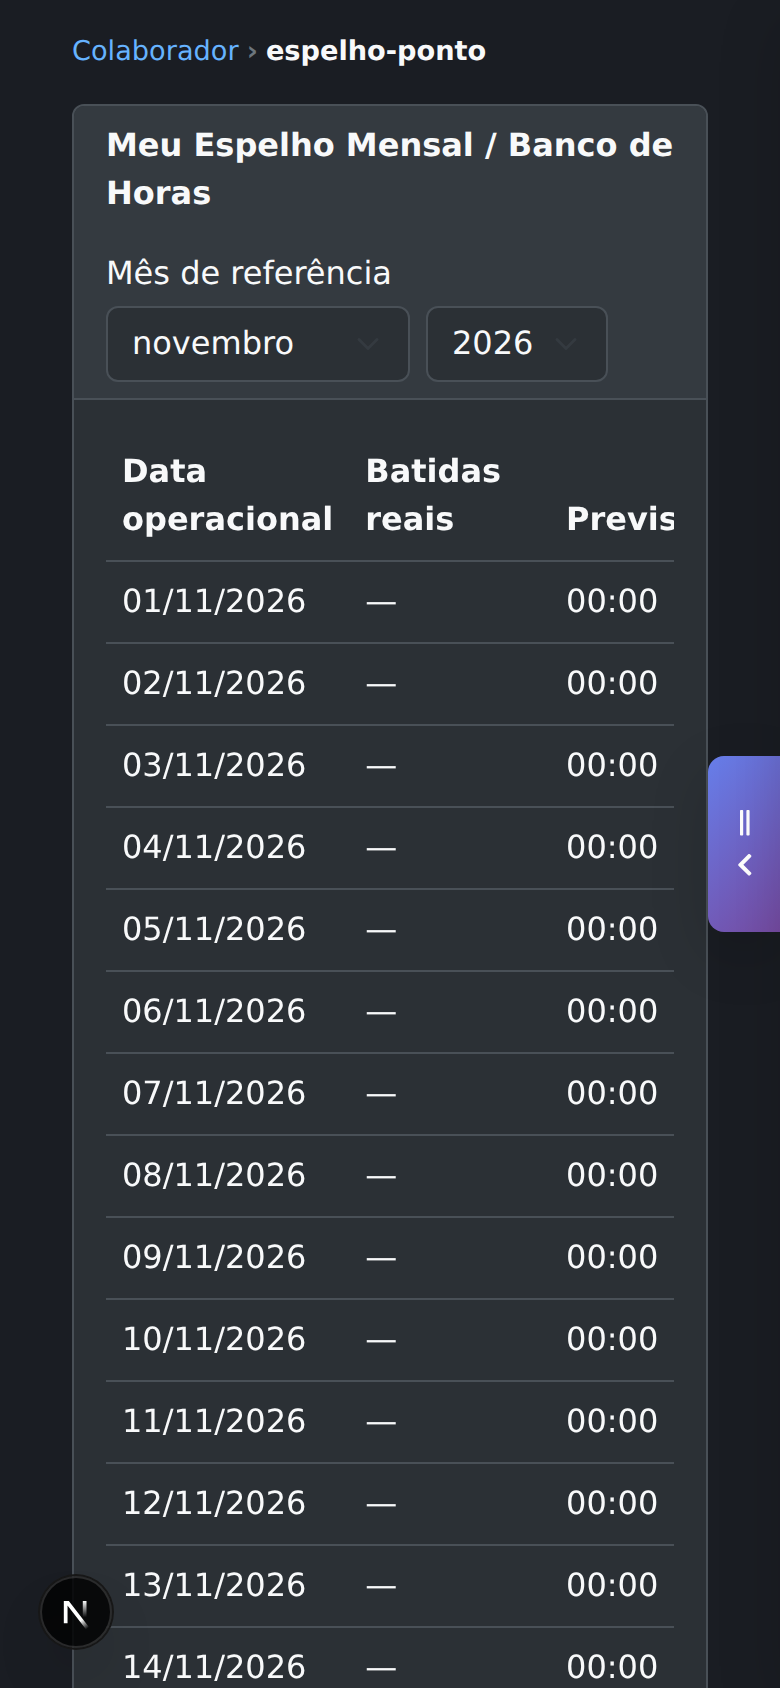 Colaborador › espelho-ponto
Meu Espelho Mensal / Banco de
Horas
Mês de referência
novembro 2026
Data operacional Batidas reais Previs
01/11/2026 — 00:00
02/11/2026 — 00:00
03/11/2026 — 00:00
04/11/2026 — 00:00
05/11/2026 — 00:00
06/11/2026 — 00:00
07/11/2026 — 00:00
08/11/2026 — 00:00
09/11/2026 — 00:00
10/11/2026 — 00:00
11/11/2026 — 00:00
12/11/2026 — 00:00
13/11/2026 — 00:00
N
14/11/2026 — 00:00